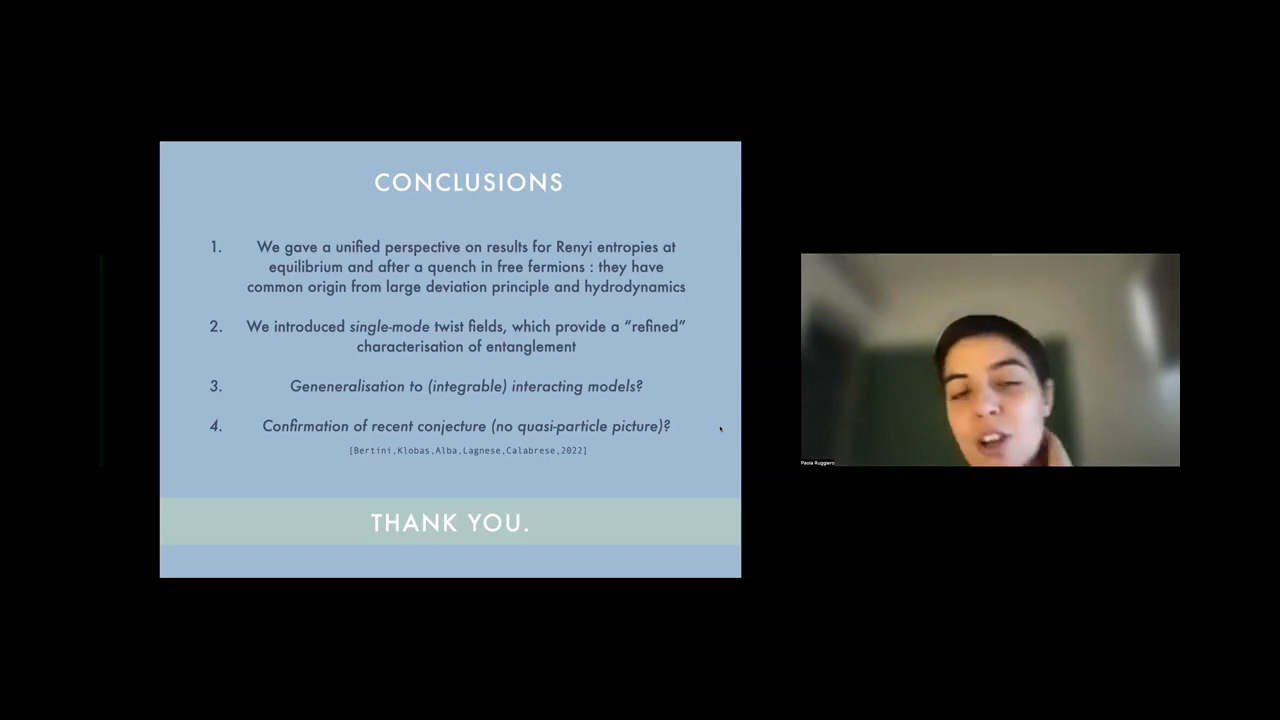 CONCLUSIONS
1. We gave a unified perspective on results for Renyi entropies at
equilibrium and after a quench in free fermions : they have
common origin from large deviation principle and hydrodynamics
2. We introduced single-mode twist fields, which provide a “refined”
characterisation of entanglement
3. Geneneralisation to (integrable) interacting models?
4. Confirmation of recent conjecture (no quasi-particle picture)?
[Bertini,Klobas,Alba,Lagnese,Calabrese,2022]
THANK YOU.
Paola Ruggiero